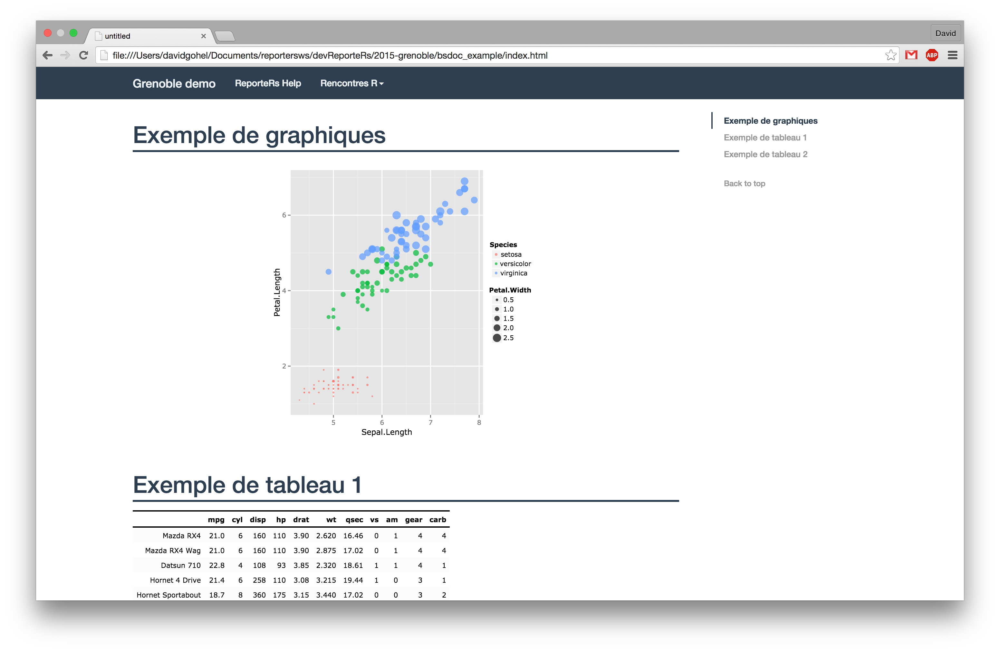 untitled
David
file:///Users/davidgohel/Documents/reportersws/devReporteRs/2015-grenoble/bsdoc_example/index.html
ABP
Grenoble demo ReporteRs Help Rencontres R
Exemple de graphiques
Exemple de graphiques
Exemple de tableau 1
Exemple de tableau 2
Back to top
6
4
2
Petal.Length
5 6 7 8
Sepal.Length
Species
setosa
versicolor
virginica
Petal.Width
0.5
1.0
1.5
2.0
2.5
Exemple de tableau 1
mpg cyl disp hp drat wt qsec vs am gear carb
Mazda RX4 21.0 6 160 110 3.90 2.620 16.46 0 1 4 4
Mazda RX4 Wag 21.0 6 160 110 3.90 2.875 17.02 0 1 4 4
Datsun 710 22.8 4 108 93 3.85 2.320 18.61 1 1 4 1
Hornet 4 Drive 21.4 6 258 110 3.08 3.215 19.44 1 0 3 1
Hornet Sportabout 18.7 8 360 175 3.15 3.440 17.02 0 0 3 2